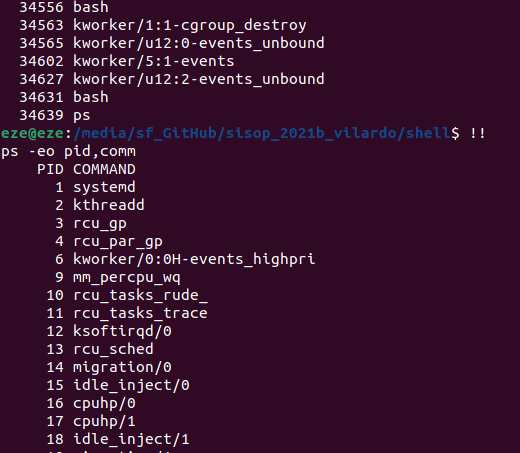 34556 bash
34563 kworker/1:1-cgroup_destroy
34565 kworker/u12:0-events_unbound
34602 kworker/5:1-events
34627 kworker/u12:2-events_unbound
34631 bash
34639 ps
eze@eze:/media/sf_GitHub/sisop_2021b_vilardo/shell$ !!
ps -eo pid,comm
PID COMMAND
1 systemd
2 kthreadd
3 rcu_gp
4 rcu_par_gp
6 kworker/0:0H-events_highpri
9 mm_percpu_wq
10 rcu_tasks_rude_
11 rcu_tasks_trace
12 ksoftirqd/0
13 rcu_sched
14 migration/0
15 idle_inject/0
16 cpuhp/0
17 cpuhp/1
18 idle_inject/1